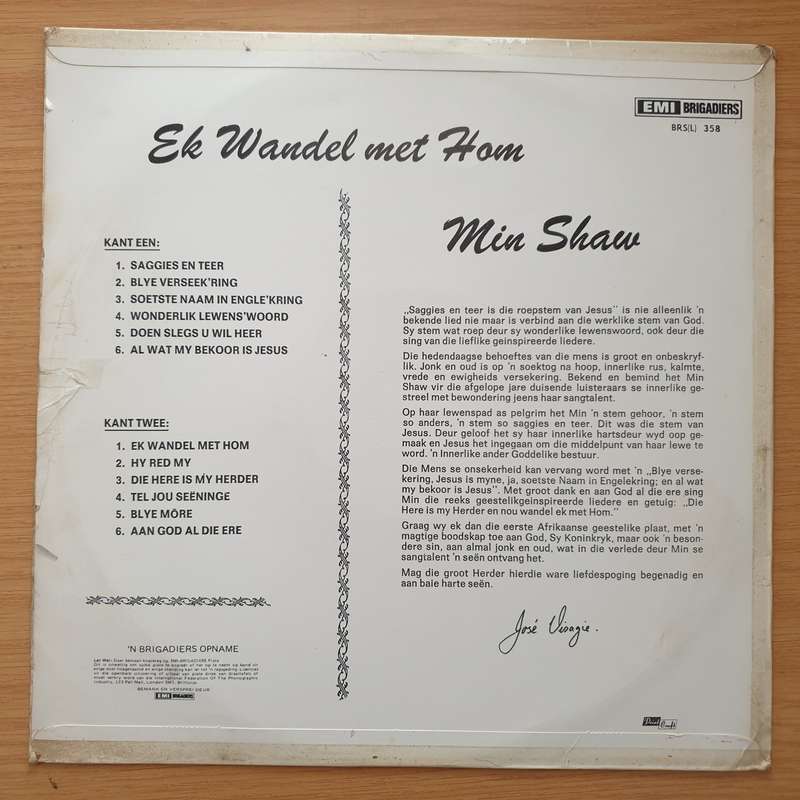 EMI BRIGADIERS
BRS(L) 358
Ek Wandel met Hom
Min Shaw
KANT EEN:
1. SAGGIES EN TEER
2. BLYE VERSEEK'RING
3. SOETSTE NAAM IN ENGLE'KRING
4. WONDERLIK LEWENS'WOORD
5. DOEN SLEGS U WIL HEER
6. AL WAT MY BEKOOR IS JESUS
KANT TWEE:
1. EK WANDEL MET HOM
2. HY RED MY
3. DIE HERE IS MY HERDER
4. TEL JOU SEËNINGE
5. BLYE MÔRE
6. AAN GOD AL DIE ERE
'N BRIGADIERS OPNAME
BEMARK EN VERSPREI DEUR
EMI BRIGADIERS
„Saggies en teer is die roepstem van Jesus" is nie alleenlik 'n
bekende lied nie maar is verbind aan die werklike stem van God.
Sy stem wat roep deur sy wonderlike lewenswoord, ook deur die
sing van die lieflike geinspireerde liedere.
Die hedendaagse behoeftes van die mens is groot en onbeskryf-
lik. Jonk en oud is op 'n soektog na hoop, innerlike rus, kalmte,
vrede en ewigheids versekering. Bekend en bemind het Min
Shaw vir die afgelope jare duisende luisteraars se innerlike ge-
streel met bewondering jeens haar sangtalent.
Op haar lewenspad as pelgrim het Min 'n stem gehoor, 'n stem
so anders, 'n stem so saggies en teer. Dit was die stem van
Jesus. Deur geloof het sy haar innerlike hartsdeur wyd oop ge-
maak en Jesus het ingegaan om die middelpunt van haar lewe te
word. 'n Innerlike ander Goddelike bestuur.
Die Mens se onsekerheid kan vervang word met 'n „Blye verse-
kering, Jesus is myne, ja, soetste Naam in Engelekring; en al wat
my bekoor is Jesus". Met groot dank en aan God al die ere sing
Min die reeks geestelikgeinspireerde liedere en getuig: „Die
Here is my Herder en nou wandel ek met Hom."
Graag wy ek dan die eerste Afrikaanse geestelike plaat, met 'n
magtige boodskap toe aan God, Sy Koninkryk, maar ook 'n beson-
dere sin, aan almal jonk en oud, wat in die verlede deur Min se
sangtalent 'n seën ontvang het.
Mag die groot Herder hierdie ware liefdespoging begenadig en
aan baie harte seën.
José Visagie.